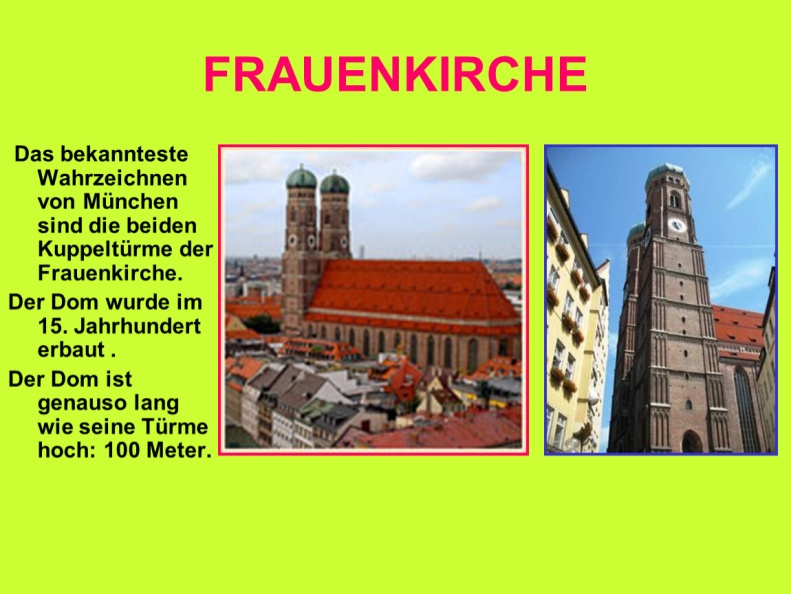 FRAUENKIRCHE
Das bekannteste
Wahrzeichnen
von München
sind die beiden
Kuppeltürme der
Frauenkirche.
Der Dom wurde im
15. Jahrhundert
erbaut .
Der Dom ist
genauso lang
wie seine Türme
hoch: 100 Meter.